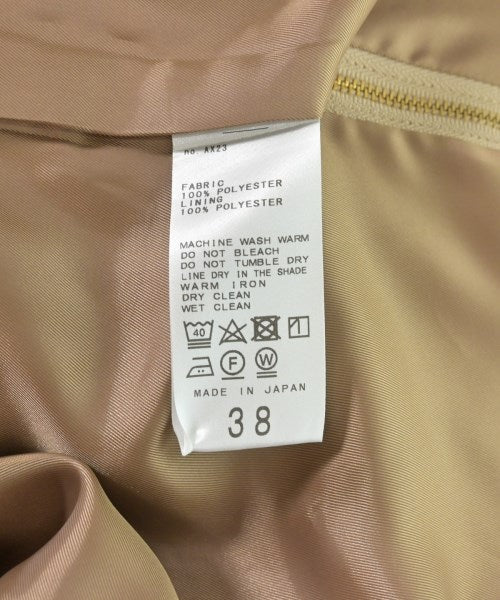 no. AX23
FABRIC
100% POLYESTER
LINING
100% POLYESTER
MACHINE WASH WARM
DO NOT BLEACH
DO NOT TUMBLE DRY
LINE DRY IN THE SHADE
WARM IRON
DRY CLEAN
WET CLEAN
40
F W
MADE IN JAPAN
38